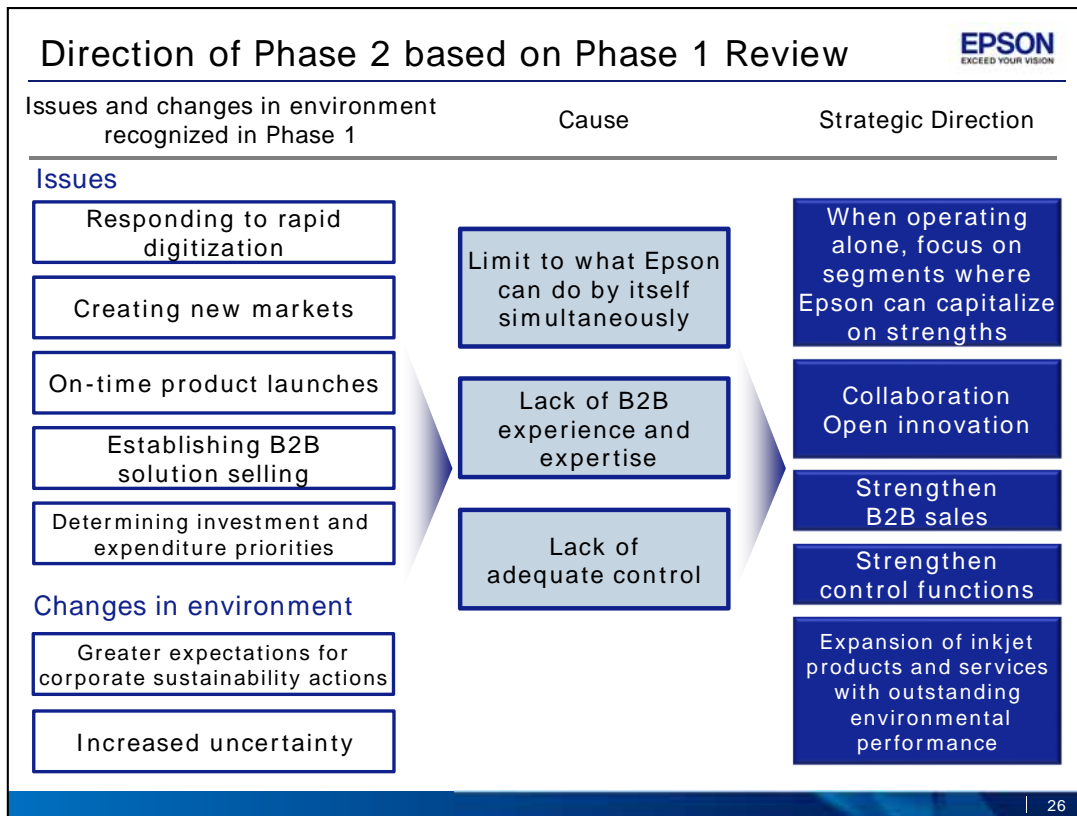 Direction of Phase 2 based on Phase 1 Review
EPSON
EXCEED YOUR VISION
Issues and changes in environment
recognized in Phase 1
Cause
Strategic Direction
Issues
Responding to rapid
digitization
Creating new markets
On-time product launches
Establishing B2B
solution selling
Determining investment and
expenditure priorities
Changes in environment
Greater expectations for
corporate sustainability actions
Increased uncertainty
Limit to what Epson
can do by itself
simultaneously
Lack of B2B
experience and
expertise
Lack of
adequate control
When operating
alone, focus on
segments where
Epson can capitalize
on strengths
Collaboration
Open innovation
Strengthen
B2B sales
Strengthen
control functions
Expansion of inkjet
products and services
with outstanding
environmental
performance
26